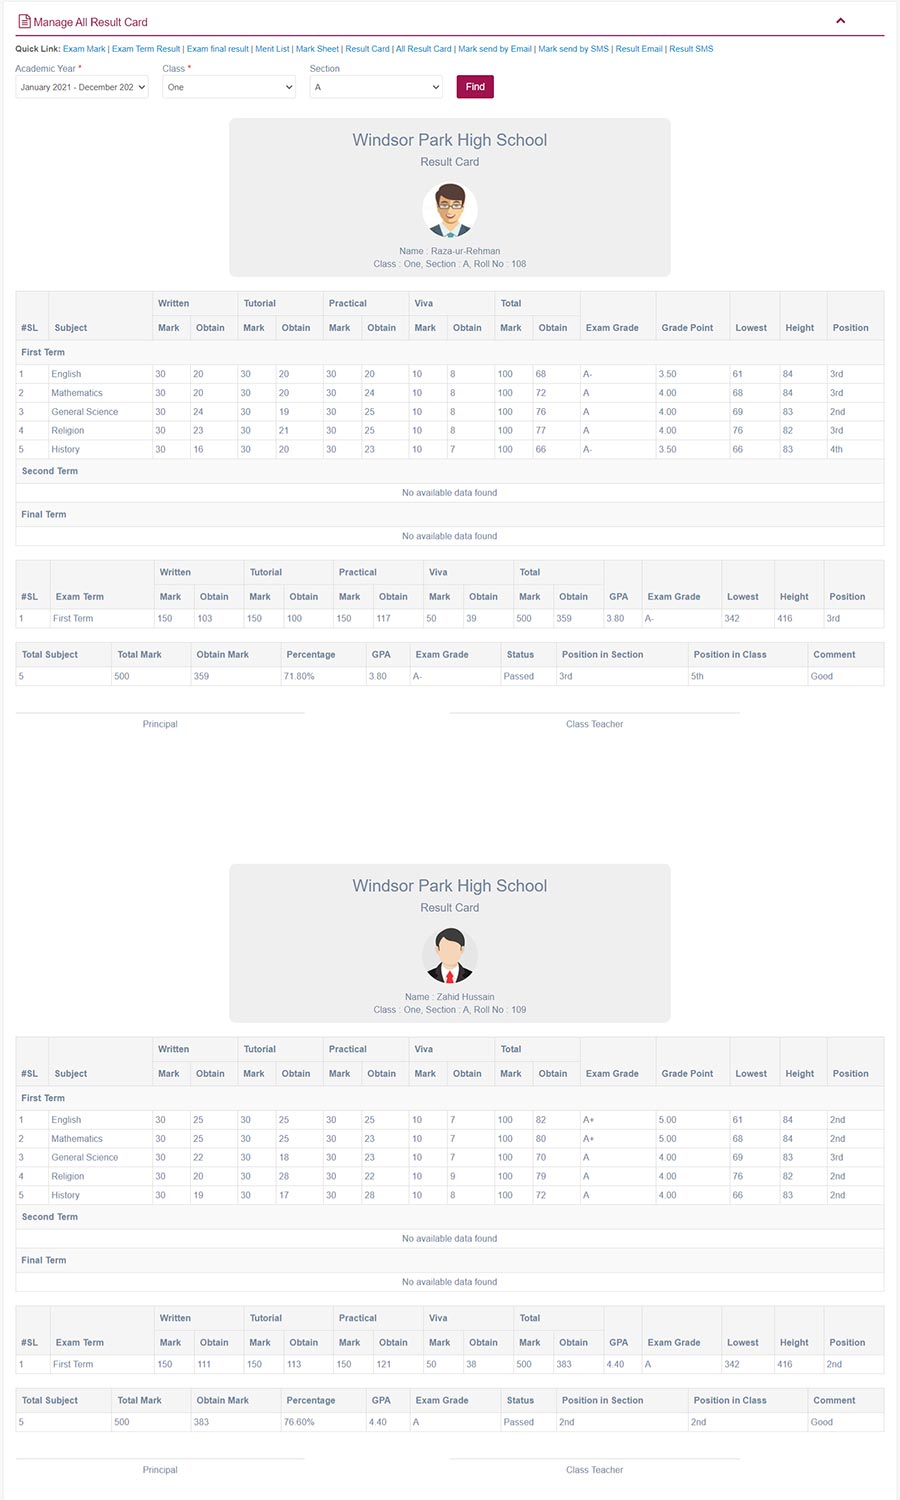 Manage All Result Card
Quick Link: Exam Mark | Exam Term Result | Exam final result | Merit List | Mark Sheet | Result Card | All Result Card | Mark send by Email | Mark send by SMS | Result Email | Result SMS
Academic Year * Class * Section
January 2021 - December 202 One A Find
Windsor Park High School
Result Card
Name : Raza-ur-Rehman
Class : One, Section : A, Roll No : 108
Written Tutorial Practical Viva Total
#SL Subject Mark Obtain Mark Obtain Mark Obtain Mark Obtain Mark Obtain Exam Grade Grade Point Lowest Height Position
First Term
1 English 30 20 30 20 30 20 10 8 100 68 A- 3.50 61 84 3rd
2 Mathematics 30 20 30 20 30 24 10 8 100 72 A 4.00 68 84 3rd
3 General Science 30 24 30 19 30 25 10 8 100 76 A 4.00 69 83 2nd
4 Religion 30 23 30 21 30 25 10 8 100 77 A 4.00 76 82 3rd
5 History 30 16 30 20 30 23 10 7 100 66 A- 3.50 66 83 4th
Second Term
No available data found
Final Term
No available data found
Written Tutorial Practical Viva Total
#SL Exam Term Mark Obtain Mark Obtain Mark Obtain Mark Obtain Mark Obtain GPA Exam Grade Lowest Height Position
1 First Term 150 103 150 100 150 117 50 39 500 359 3.80 A- 342 416 3rd
Total Subject Total Mark Obtain Mark Percentage GPA Exam Grade Status Position in Section Position in Class Comment
5 500 359 71.80% 3.80 A- Passed 3rd 5th Good
Principal Class Teacher
Windsor Park High School
Result Card
Name : Zahid Hussain
Class : One, Section : A, Roll No : 109
Written Tutorial Practical Viva Total
#SL Subject Mark Obtain Mark Obtain Mark Obtain Mark Obtain Mark Obtain Exam Grade Grade Point Lowest Height Position
First Term
1 English 30 25 30 25 30 25 10 7 100 82 A+ 5.00 61 84 2nd
2 Mathematics 30 25 30 25 30 23 10 7 100 80 A+ 5.00 68 84 2nd
3 General Science 30 22 30 18 30 23 10 7 100 70 A 4.00 69 83 3rd
4 Religion 30 20 30 28 30 22 10 9 100 79 A 4.00 76 82 2nd
5 History 30 19 30 17 30 28 10 8 100 72 A 4.00 66 83 2nd
Second Term
No available data found
Final Term
No available data found
Written Tutorial Practical Viva Total
#SL Exam Term Mark Obtain Mark Obtain Mark Obtain Mark Obtain Mark Obtain GPA Exam Grade Lowest Height Position
1 First Term 150 111 150 113 150 121 50 38 500 383 4.40 A 342 416 2nd
Total Subject Total Mark Obtain Mark Percentage GPA Exam Grade Status Position in Section Position in Class Comment
5 500 383 76.60% 4.40 A Passed 2nd 2nd Good
Principal Class Teacher